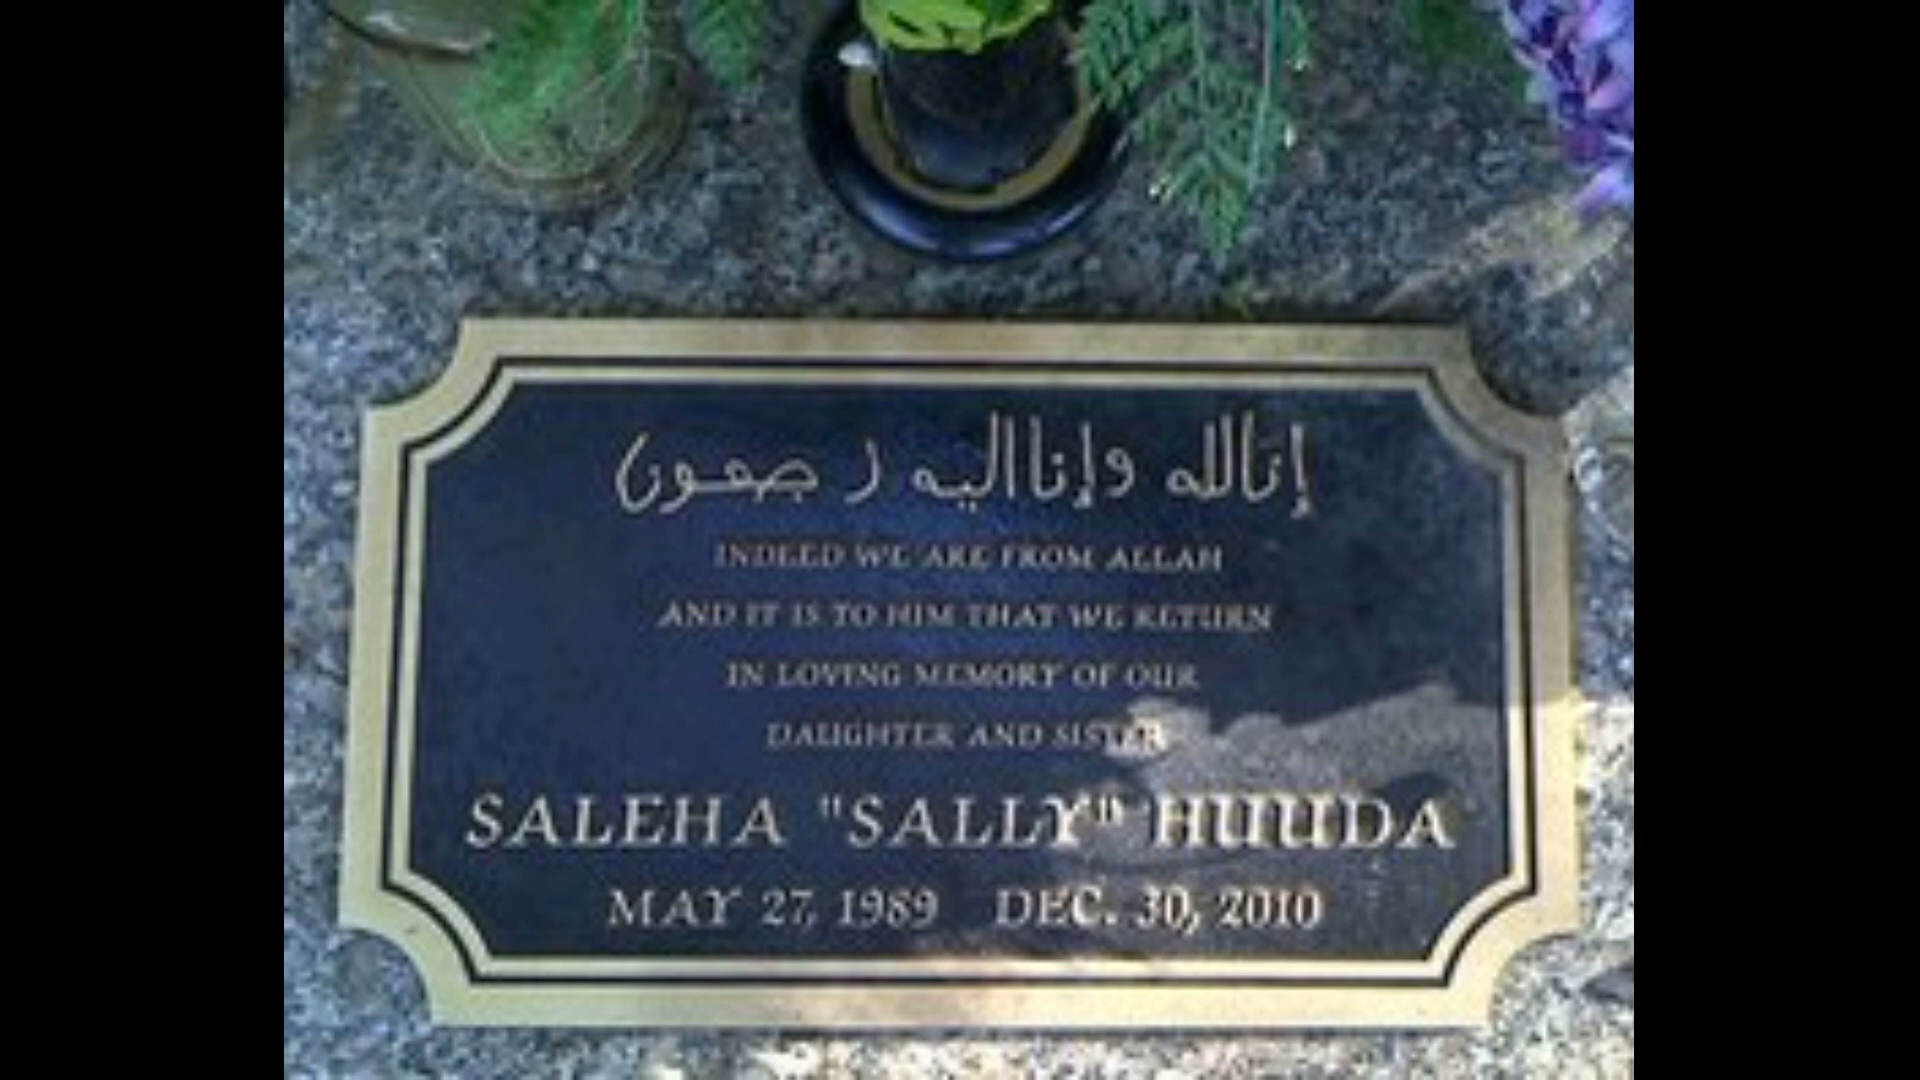 إنالله وإنااليه ر جعون
INDEED WE ARE FROM ALLAH
AND IT IS TO HIM THAT WE RETURN
IN LOVING MEMORY OF OUR
DAUGHTER AND SISTER
SALEHA "SALLY" HUUDA
MAY 27, 1989 DEC. 30, 2010